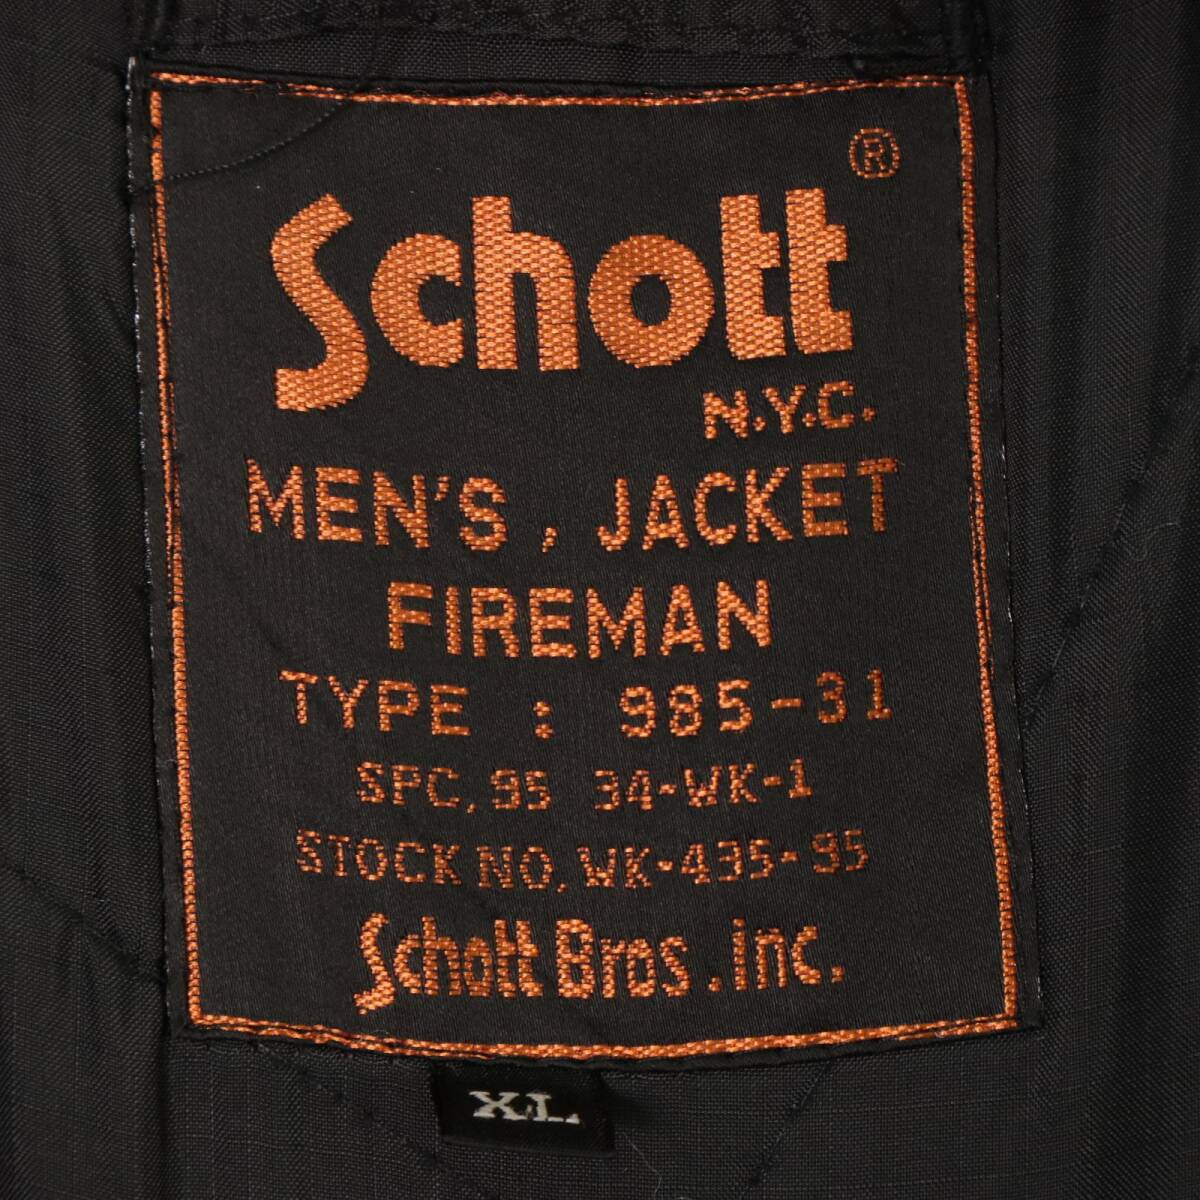 ®
Schott
N.Y.C.
MEN'S, JACKET
FIREMAN
TYPE : 985-31
SPC, 95 34-WK-1
STOCK NO, WK-435-95
Schott Bros.inc.
XL